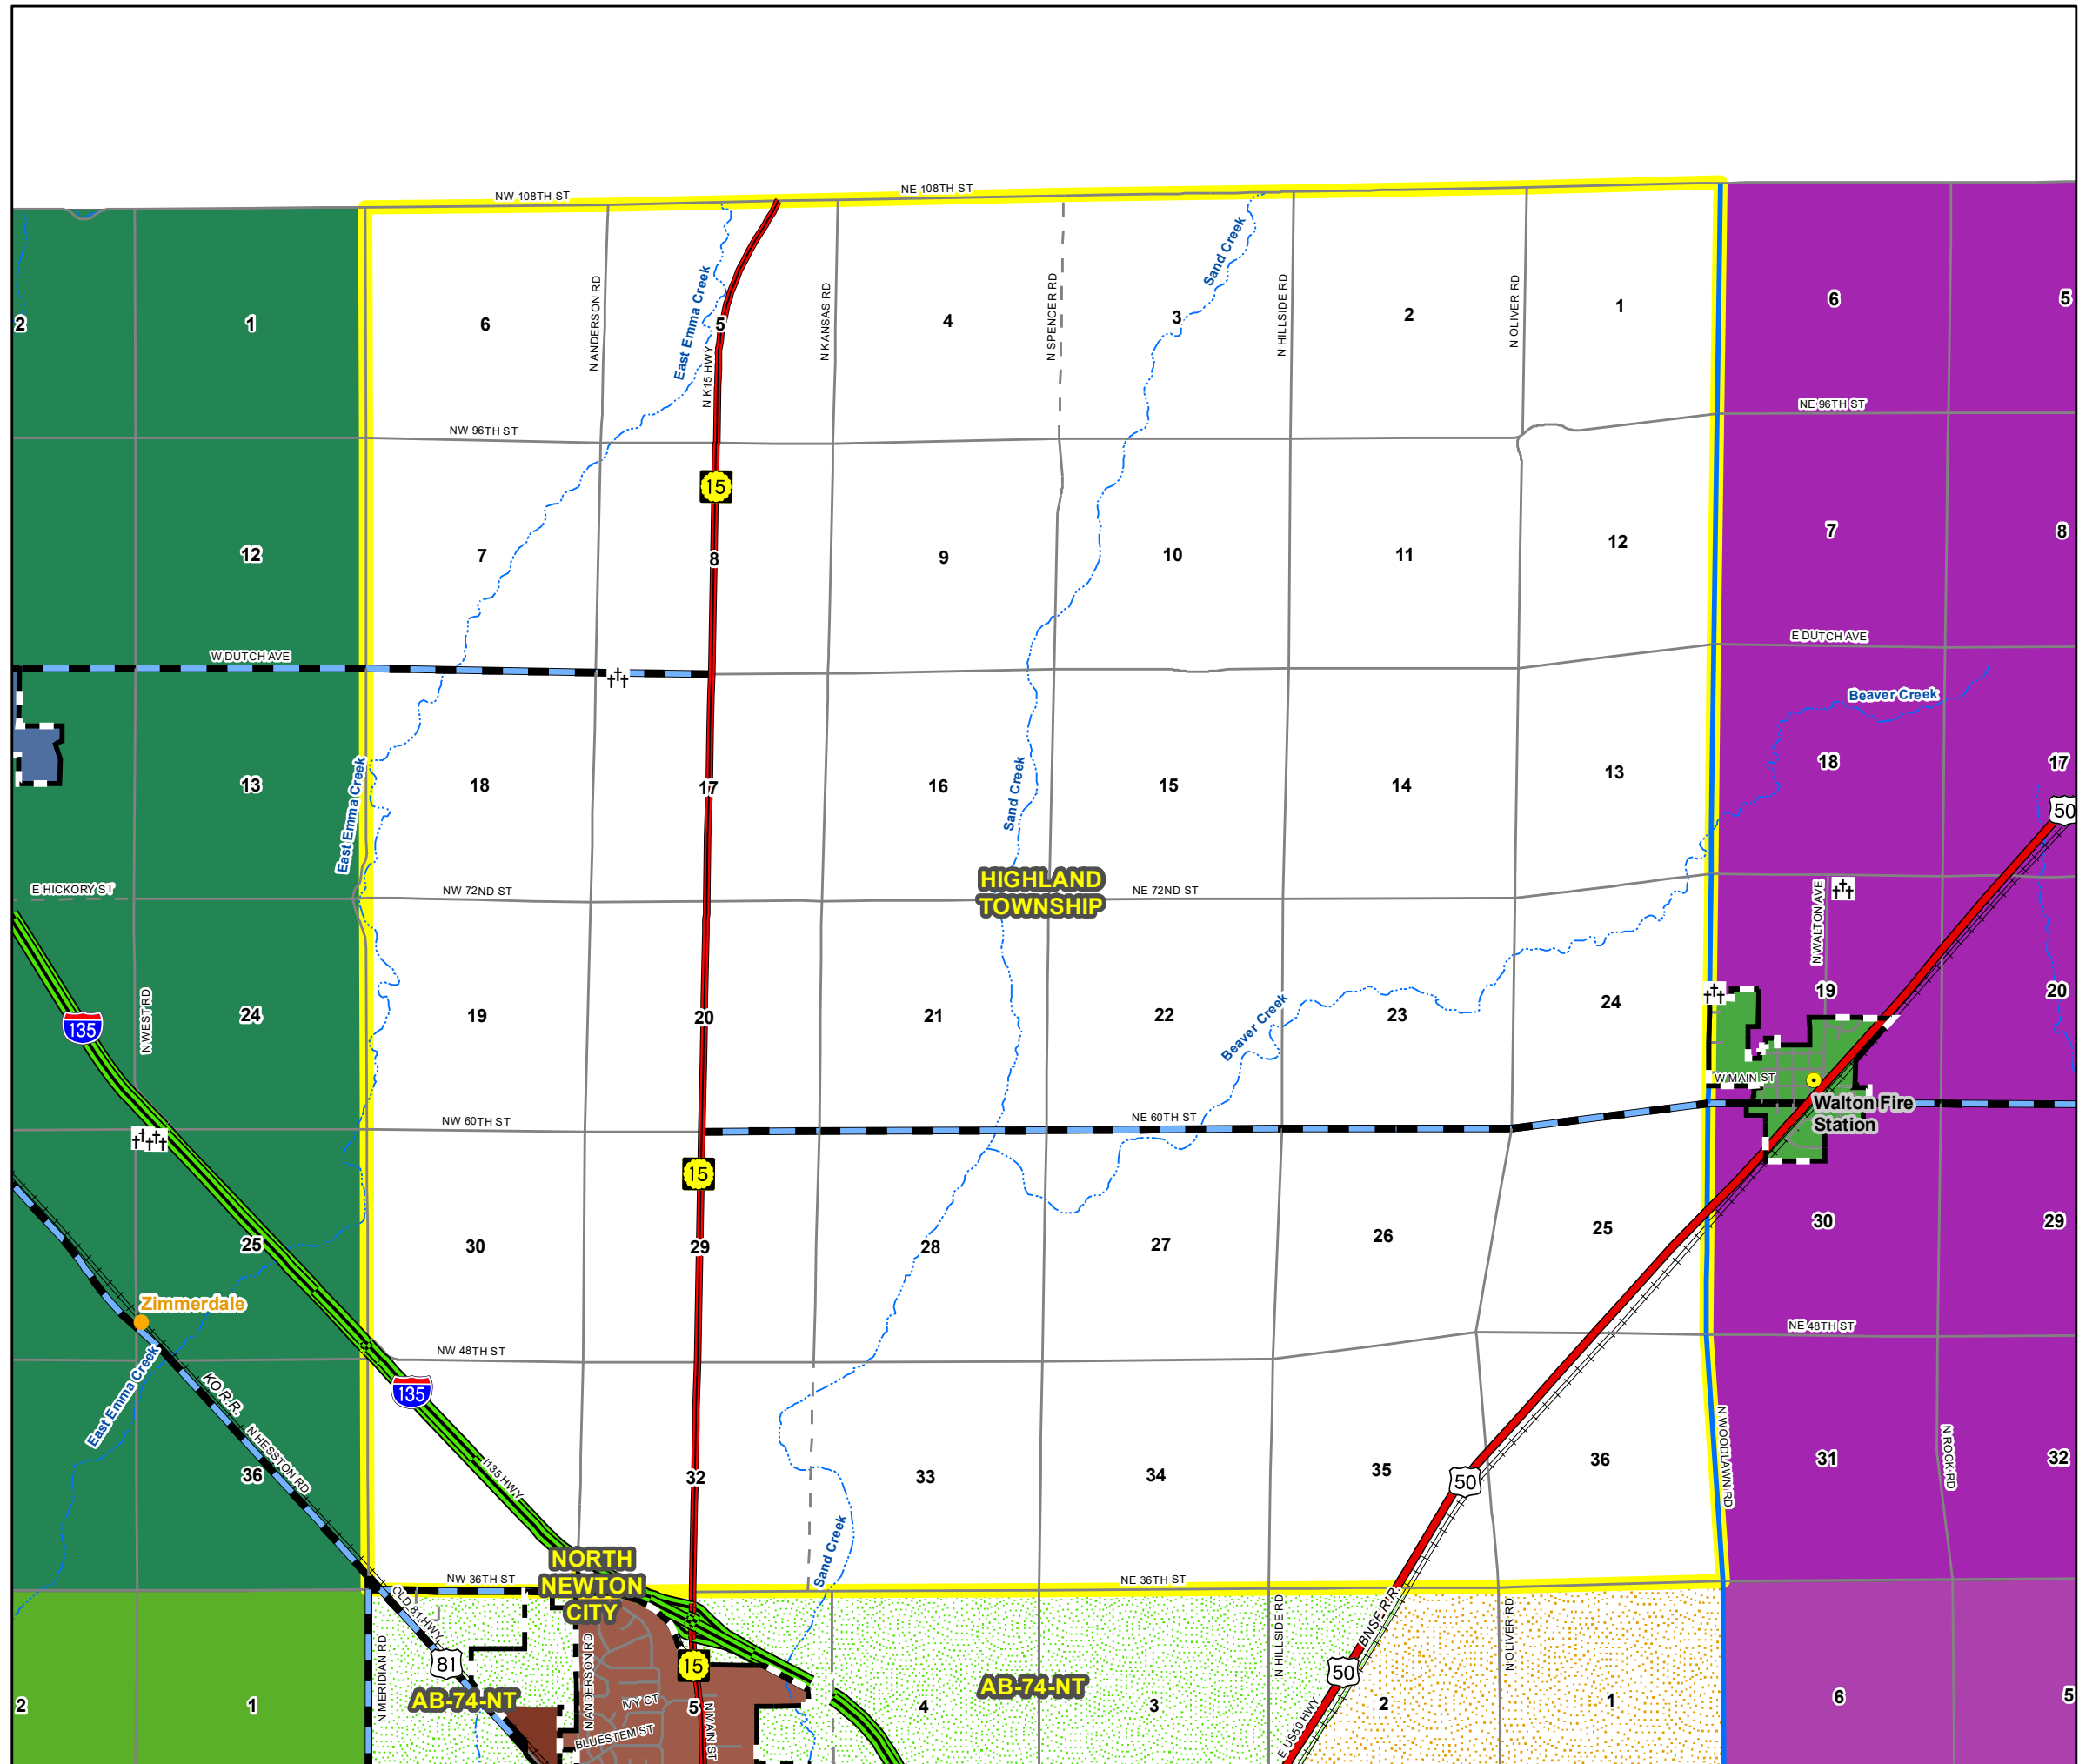 NW 108TH ST
NE 108TH ST
2
1
6
5
4
3
2
1
6
5
N ANDERSON RD
East Emma Creek
N K15 HWY
N KANSAS RD
N SPENCER RD
Sand Creek
N HILLSIDE RD
N OLIVER RD
NW 96TH ST
NE 96TH ST
15
12
7
8
9
10
11
12
7
8
W DUTCH AVE
E DUTCH AVE
Beaver Creek
13
18
17
16
15
14
13
18
17
East Emma Creek
Sand Creek
50
E HICKORY ST
NW 72ND ST
HIGHLAND
TOWNSHIP
NE 72ND ST
N WALTON AVE
135
N WEST RD
24
19
20
21
22
23
24
19
20
Beaver Creek
W MAIN ST
Walton Fire
Station
NW 60TH ST
NE 60TH ST
15
25
30
29
28
27
26
25
30
29
Zimmerdale
NW 48TH ST
NE 48TH ST
135
East Emma Creek
KO R.R.
N HESSTON RD
36
I135 HWY
32
33
34
35
36
31
32
50
N WOODLAWN RD
N ROCK RD
Sand Creek
NORTH
NEWTON
CITY
NW 36TH ST
NE 36TH ST
OLD 81 HWY
N MERIDIAN RD
81
N ANDERSON RD
15
N HILLSIDE RD
BNSF R.R.
N OLIVER RD
50
AB-74-NT
AB-74-NT
2
1
IVY CT
BLUESTEM ST
5
N MAIN ST
4
3
E US50 HWY
2
1
6
5